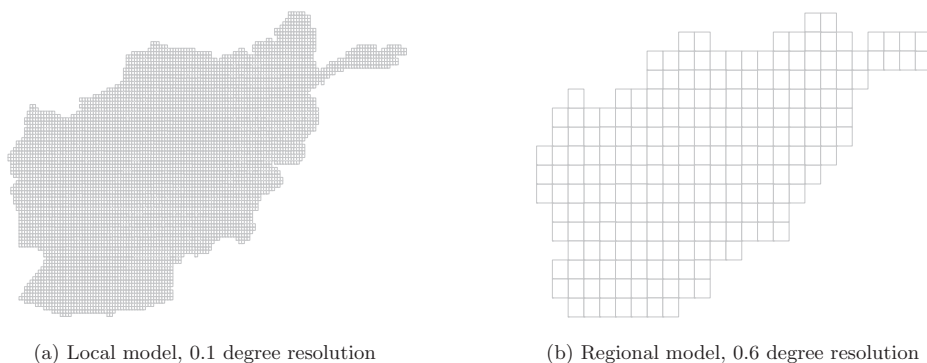 (a) Local model, 0.1 degree resolution
(b) Regional model, 0.6 degree resolution